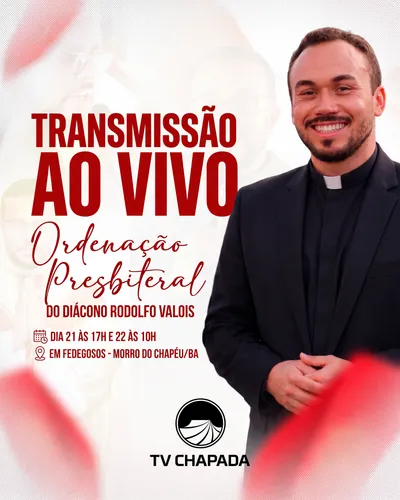 TRANSMISSÃO
AO VIVO
Ordenação
Presbiteral
DO DIÁCONO RODOLFO VALOIS
DIA 21 ÀS 17H E 22 ÀS 10H
EM FEDEGOSOS - MORRO DO CHAPÉU/BA
TV CHAPADA